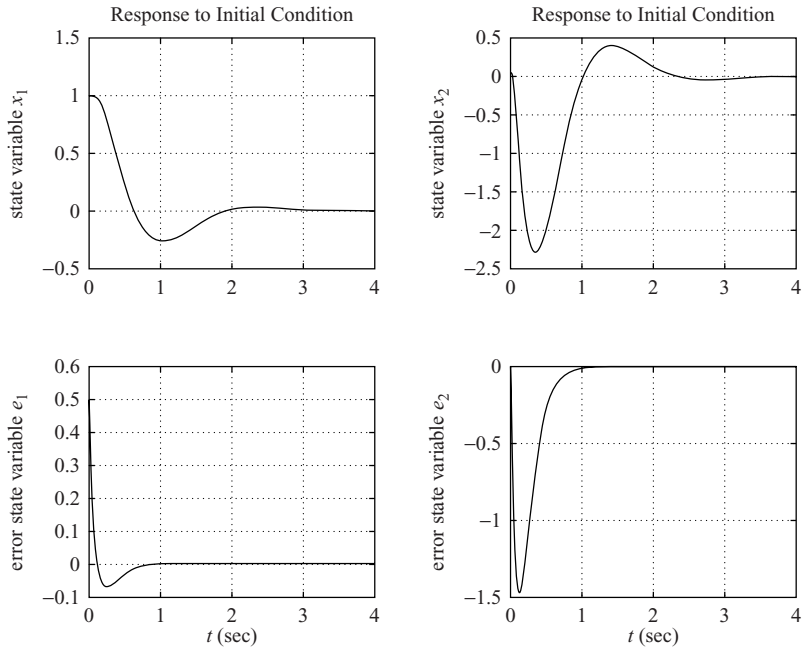 Response to Initial Condition
state variable x1
1.5
1
0.5
0
−0.5
0 1 2 3 4
Response to Initial Condition
state variable x2
0.5
0
−0.5
−1
−1.5
−2
−2.5
0 1 2 3 4
error state variable e1
0.6
0.5
0.4
0.3
0.2
0.1
0
−0.1
0 1 2 3 4
t (sec)
error state variable e2
0
−0.5
−1
−1.5
0 1 2 3 4
t (sec)